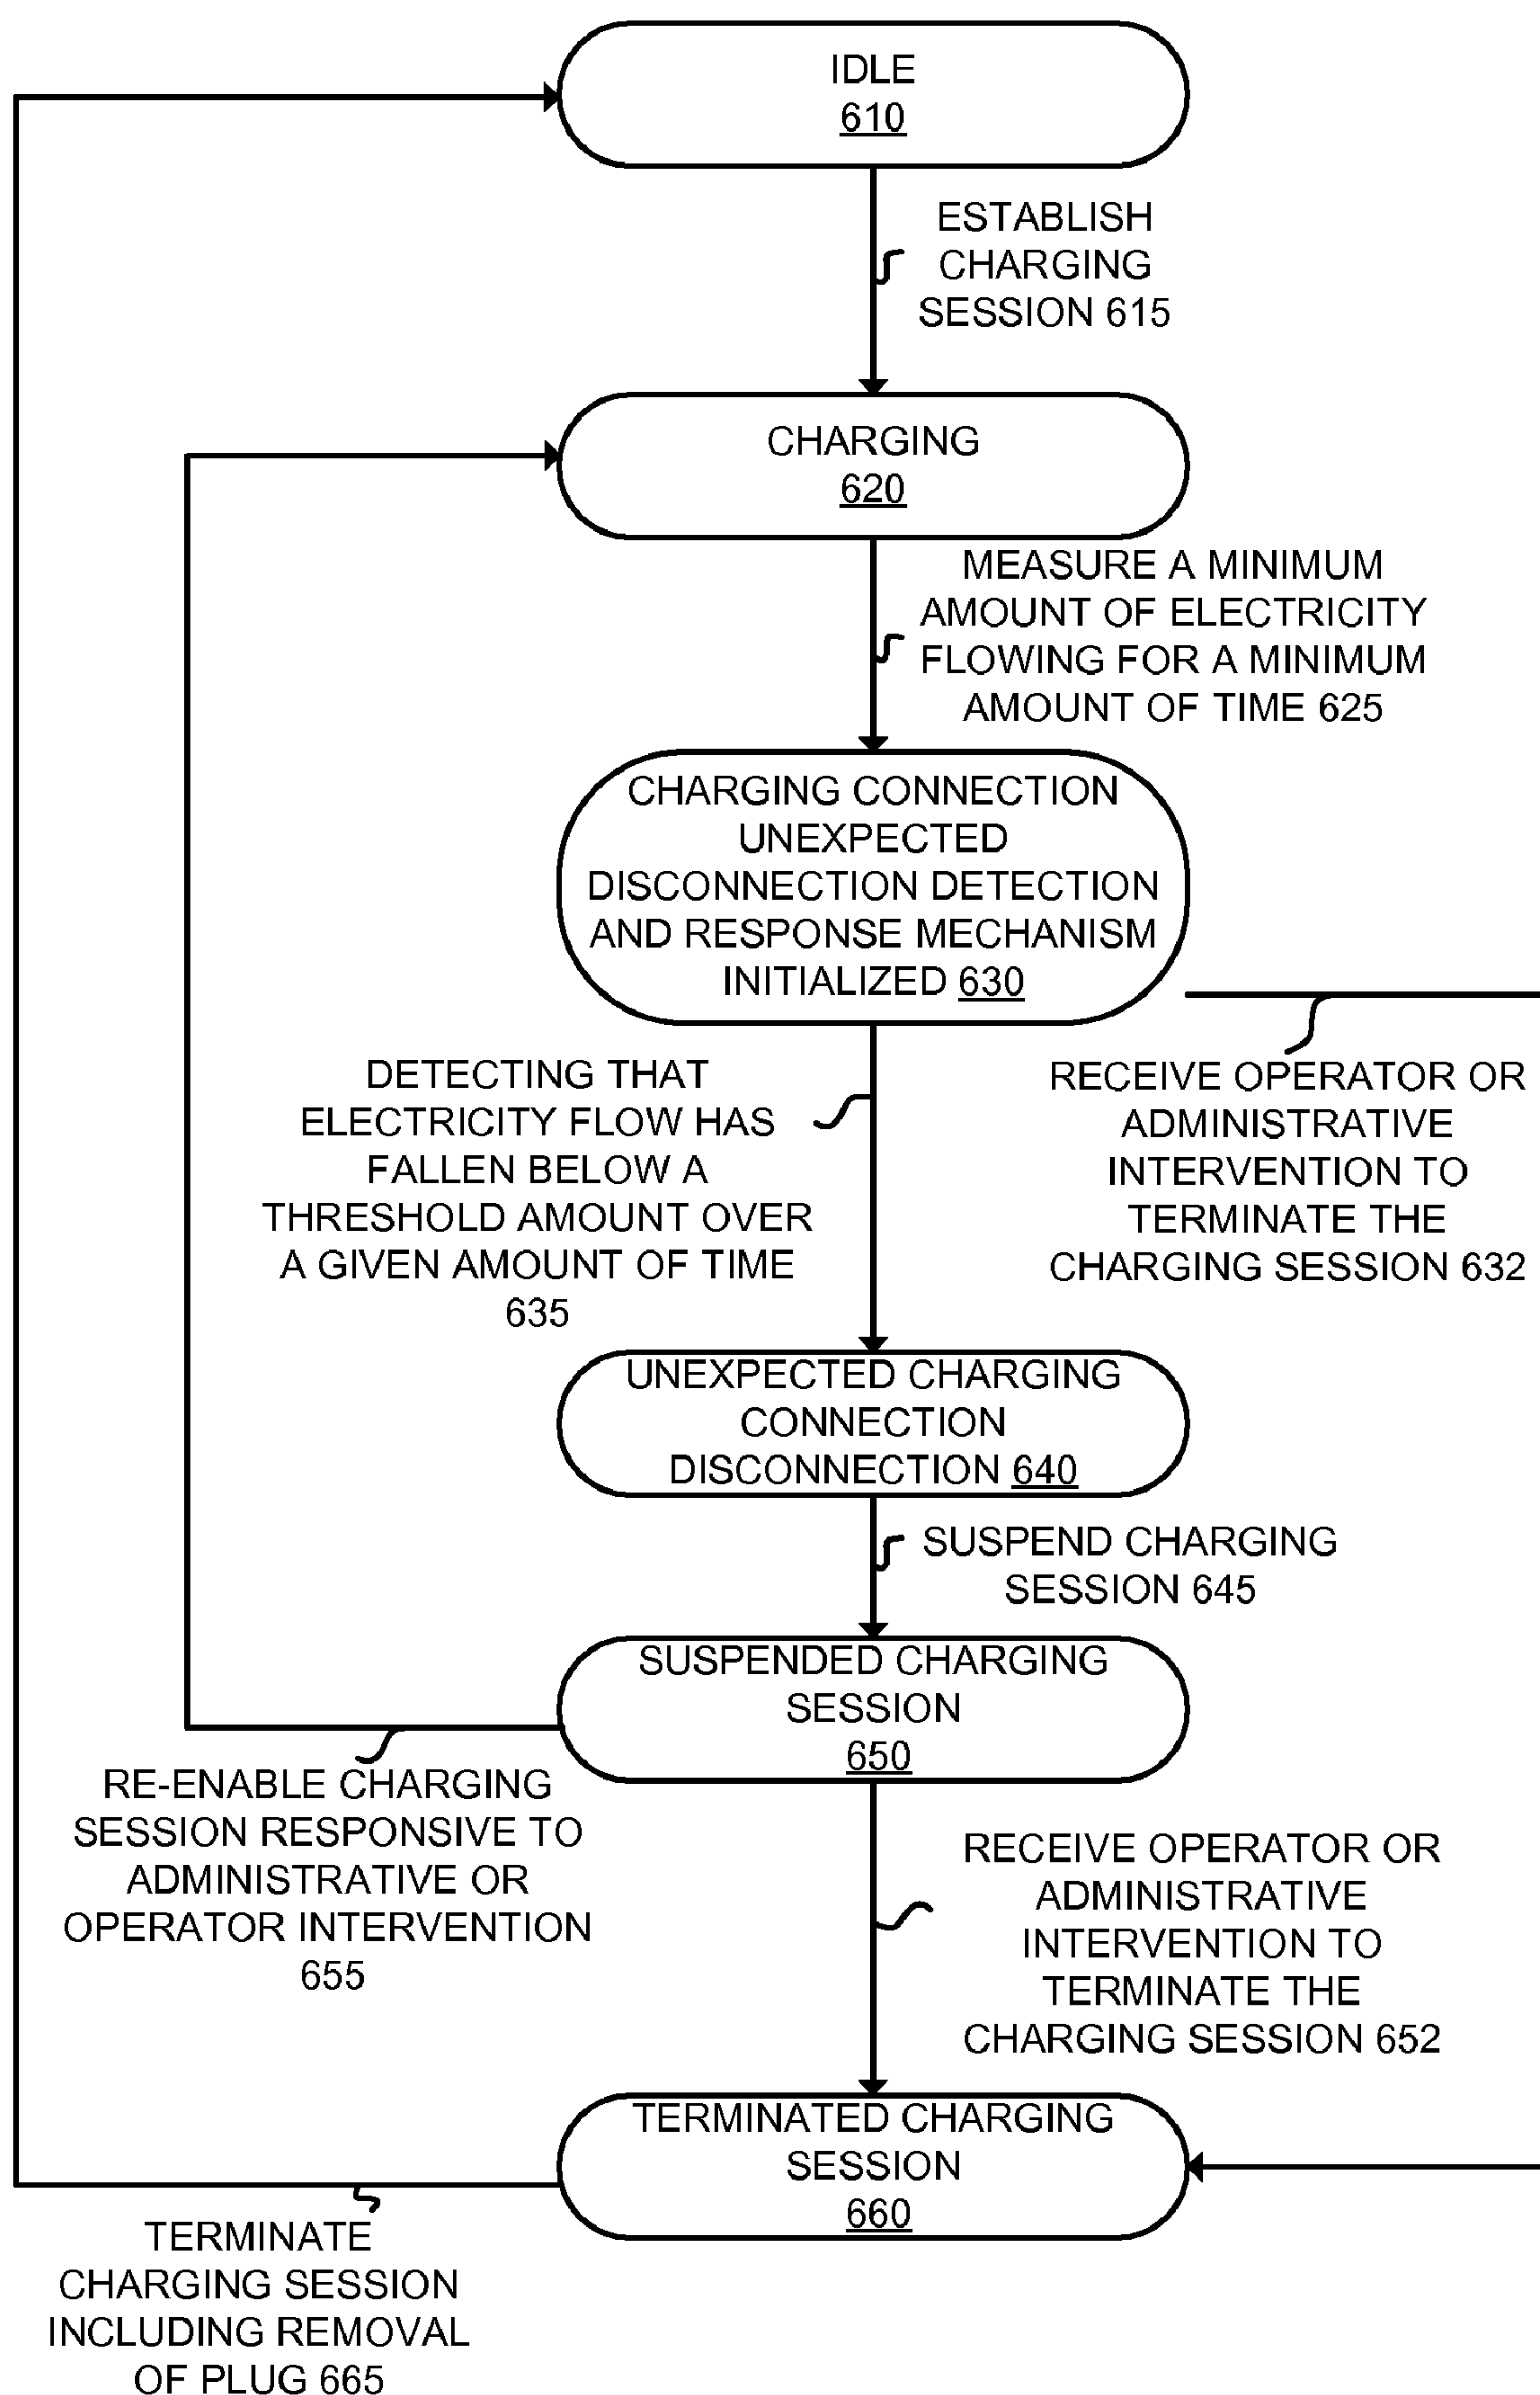 IDLE
610
ESTABLISH
CHARGING
SESSION 615
CHARGING
620
MEASURE A MINIMUM
AMOUNT OF ELECTRICITY
FLOWING FOR A MINIMUM
AMOUNT OF TIME 625
CHARGING CONNECTION
UNEXPECTED
DISCONNECTION DETECTION
AND RESPONSE MECHANISM
INITIALIZED 630
DETECTING THAT
ELECTRICITY FLOW HAS
FALLEN BELOW A
THRESHOLD AMOUNT OVER
A GIVEN AMOUNT OF TIME
635
RECEIVE OPERATOR OR
ADMINISTRATIVE
INTERVENTION TO
TERMINATE THE
CHARGING SESSION 632
UNEXPECTED CHARGING
CONNECTION
DISCONNECTION 640
SUSPEND CHARGING
SESSION 645
SUSPENDED CHARGING
SESSION
650
RE-ENABLE CHARGING
SESSION RESPONSIVE TO
ADMINISTRATIVE OR
OPERATOR INTERVENTION
655
RECEIVE OPERATOR OR
ADMINISTRATIVE
INTERVENTION TO
TERMINATE THE
CHARGING SESSION 652
TERMINATED CHARGING
SESSION
660
TERMINATE
CHARGING SESSION
INCLUDING REMOVAL
OF PLUG 665